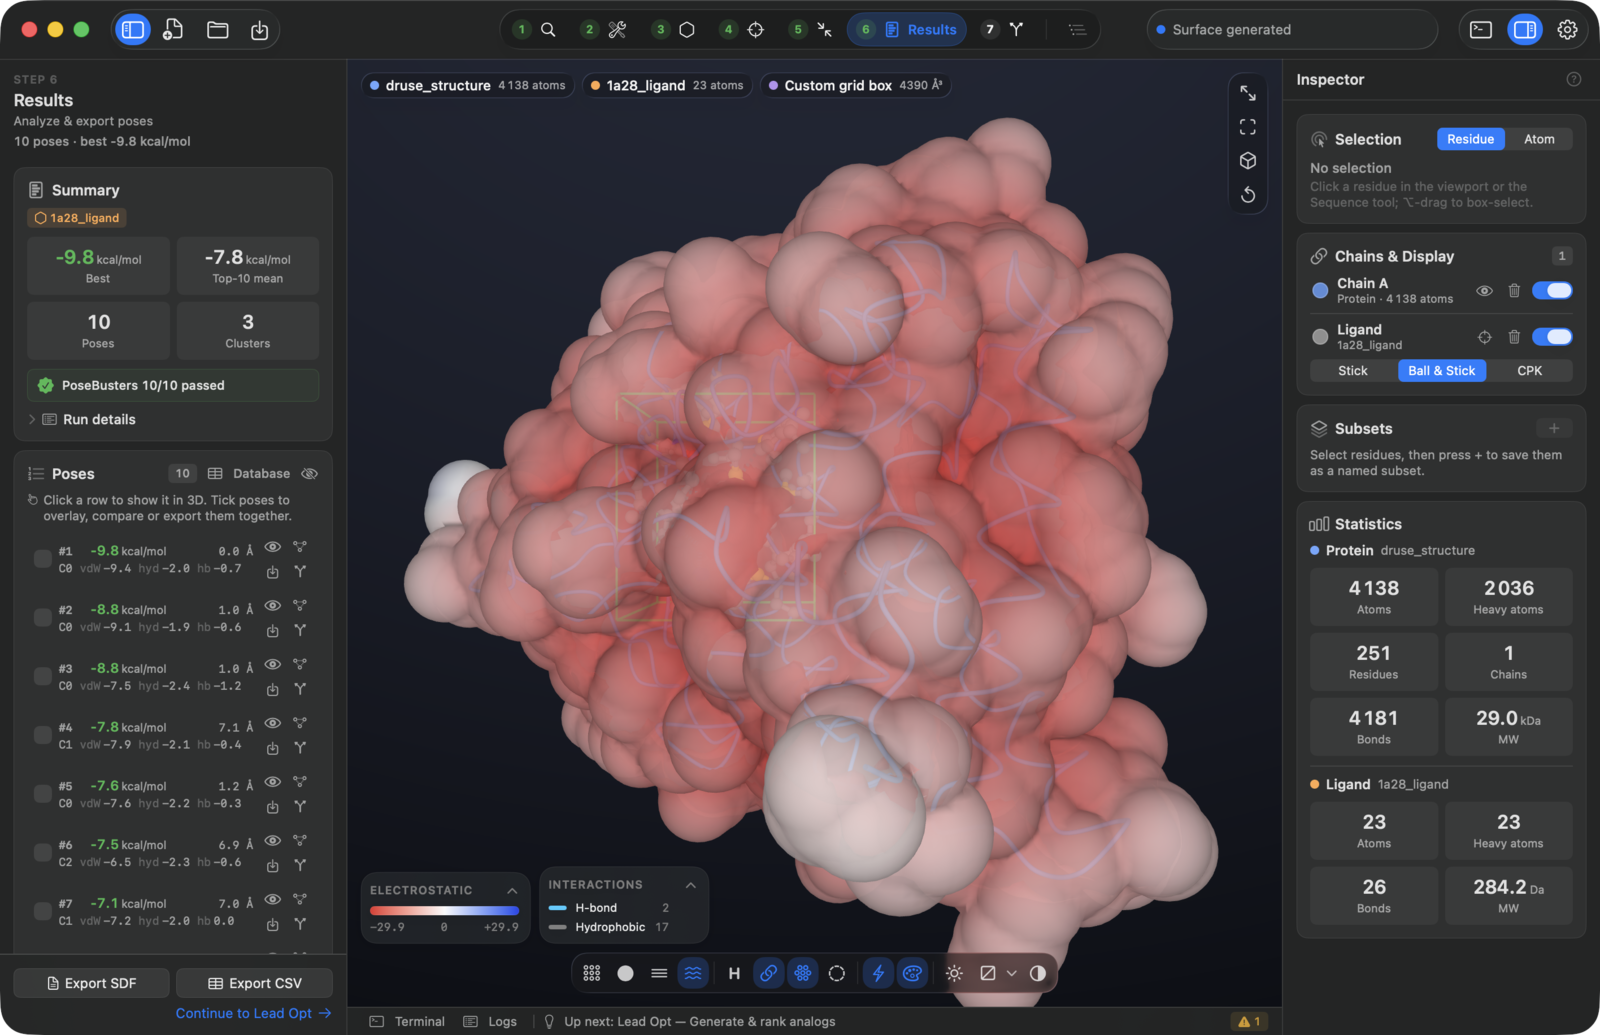 1
2
3
4
5
6 Results
7
Surface generated
STEP 6
Results
Analyze & export poses
10 poses · best -9.8 kcal/mol
Summary
1a28_ligand
-9.8 kcal/mol
Best
-7.8 kcal/mol
Top-10 mean
10
Poses
3
Clusters
PoseBusters 10/10 passed
Run details
Poses 10 Database
Click a row to show it in 3D. Tick poses to
overlay, compare or export them together.
#1 -9.8 kcal/mol 0.0 Å
C0 vdW -9.4 hyd -2.0 hb -0.7
#2 -8.8 kcal/mol 1.0 Å
C0 vdW -9.1 hyd -1.9 hb -0.6
#3 -8.8 kcal/mol 1.0 Å
C0 vdW -7.5 hyd -2.4 hb -1.2
#4 -7.8 kcal/mol 7.1 Å
C1 vdW -7.9 hyd -2.1 hb -0.4
#5 -7.6 kcal/mol 1.2 Å
C0 vdW -7.6 hyd -2.2 hb -0.3
#6 -7.5 kcal/mol 6.9 Å
C2 vdW -6.5 hyd -2.3 hb -0.6
#7 -7.1 kcal/mol 7.0 Å
C1 vdW -7.2 hyd -2.0 hb 0.0
Export SDF
Export CSV
Continue to Lead Opt →
druse_structure 4 138 atoms
1a28_ligand 23 atoms
Custom grid box 4390 Å³
ELECTROSTATIC
-29.9 0 +29.9
INTERACTIONS
H-bond 2
Hydrophobic 17
H
Terminal
Logs
Up next: Lead Opt — Generate & rank analogs
1
Inspector
?
Selection
Residue
Atom
No selection
Click a residue in the viewport or the
Sequence tool; ⌥-drag to box-select.
Chains & Display 1
Chain A
Protein · 4 138 atoms
Ligand
1a28_ligand
Stick
Ball & Stick
CPK
Subsets +
Select residues, then press + to save them
as a named subset.
Statistics
Protein druse_structure
4 138
Atoms
2 036
Heavy atoms
251
Residues
1
Chains
4 181
Bonds
29.0 kDa
MW
Ligand 1a28_ligand
23
Atoms
23
Heavy atoms
26
Bonds
284.2 Da
MW